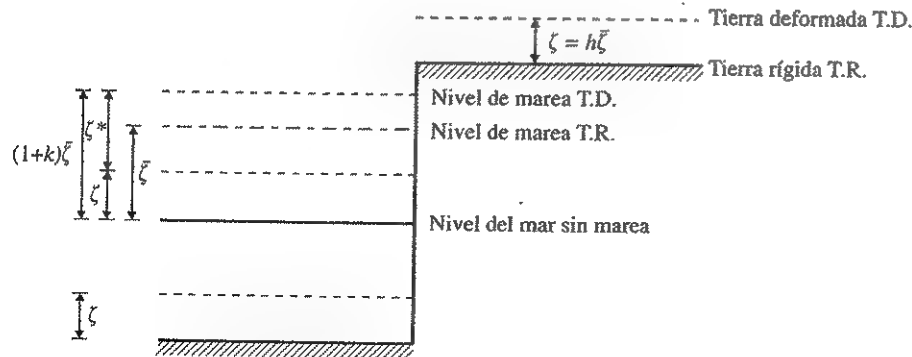 Tierra deformada T.D.
ζ = hζ̄
Tierra rígida T.R.
Nivel de marea T.D.
ζ*
Nivel de marea T.R.
(1+k)ζ̄
ζ̄
ζ
Nivel del mar sin marea
ζ